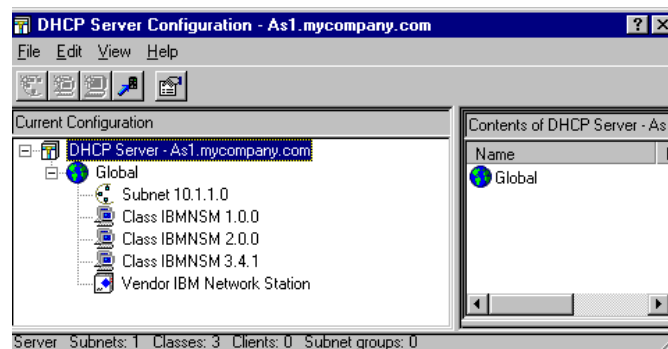 DHCP Server Configuration - As1.mycompany.com
File Edit View Help
Current Configuration
DHCP Server - As1.mycompany.com
Global
Subnet 10.1.1.0
Class IBMNSM 1.0.0
Class IBMNSM 2.0.0
Class IBMNSM 3.4.1
Vendor IBM Network Station
Contents of DHCP Server - As
Name
Global
Server Subnets: 1 Classes: 3 Clients: 0 Subnet groups: 0